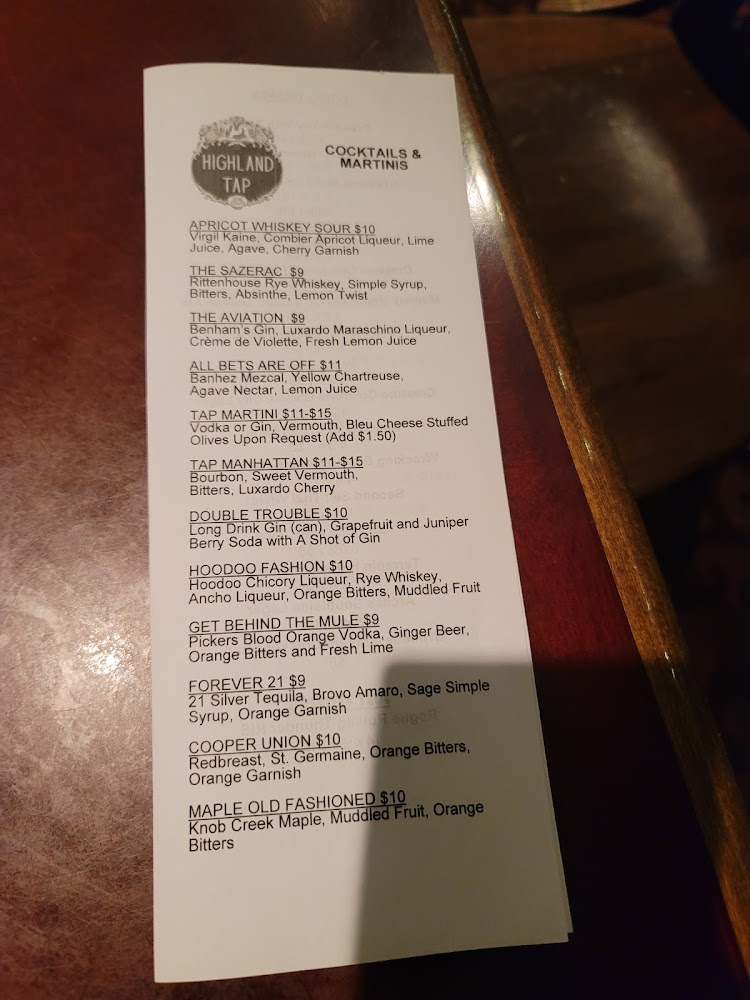 HIGHLAND
TAP
COCKTAILS &
MARTINIS
APRICOT WHISKEY SOUR $10
Virgil Kaine, Combier Apricot Liqueur, Lime
Juice, Agave, Cherry Garnish
THE SAZERAC $9
Rittenhouse Rye Whiskey, Simple Syrup,
Bitters, Absinthe, Lemon Twist
THE AVIATION $9
Benham's Gin, Luxardo Maraschino Liqueur,
Crème de Violette, Fresh Lemon Juice
ALL BETS ARE OFF $11
Banhez Mezcal, Yellow Chartreuse,
Agave Nectar, Lemon Juice
TAP MARTINI $11-$15
Vodka or Gin, Vermouth, Bleu Cheese Stuffed
Olives Upon Request (Add $1.50)
TAP MANHATTAN $11-$15
Bourbon, Sweet Vermouth,
Bitters, Luxardo Cherry
DOUBLE TROUBLE $10
Long Drink Gin (can), Grapefruit and Juniper
Berry Soda with A Shot of Gin
HOODOO FASHION $10
Hoodoo Chicory Liqueur, Rye Whiskey,
Ancho Liqueur, Orange Bitters, Muddled Fruit
GET BEHIND THE MULE $9
Pickers Blood Orange Vodka, Ginger Beer,
Orange Bitters and Fresh Lime
FOREVER 21 $9
21 Silver Tequila, Brovo Amaro, Sage Simple
Syrup, Orange Garnish
COOPER UNION $10
Redbreast, St. Germaine, Orange Bitters,
Orange Garnish
MAPLE OLD FASHIONED $10
Knob Creek Maple, Muddled Fruit, Orange
Bitters